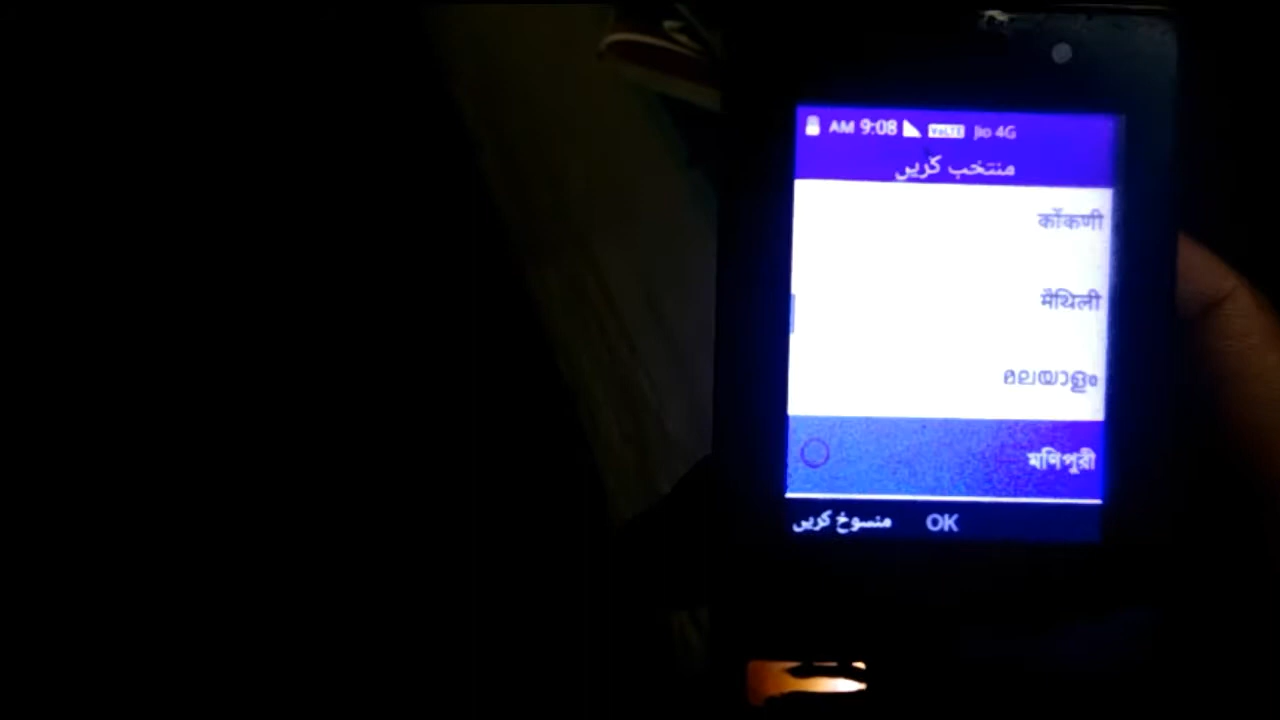 AM 9:08 VoLTE Jio 4G
منتخب کریں
कोंकणी
मैथिली
മലയാളം
মণিপুরী
منسوخ کریں OK